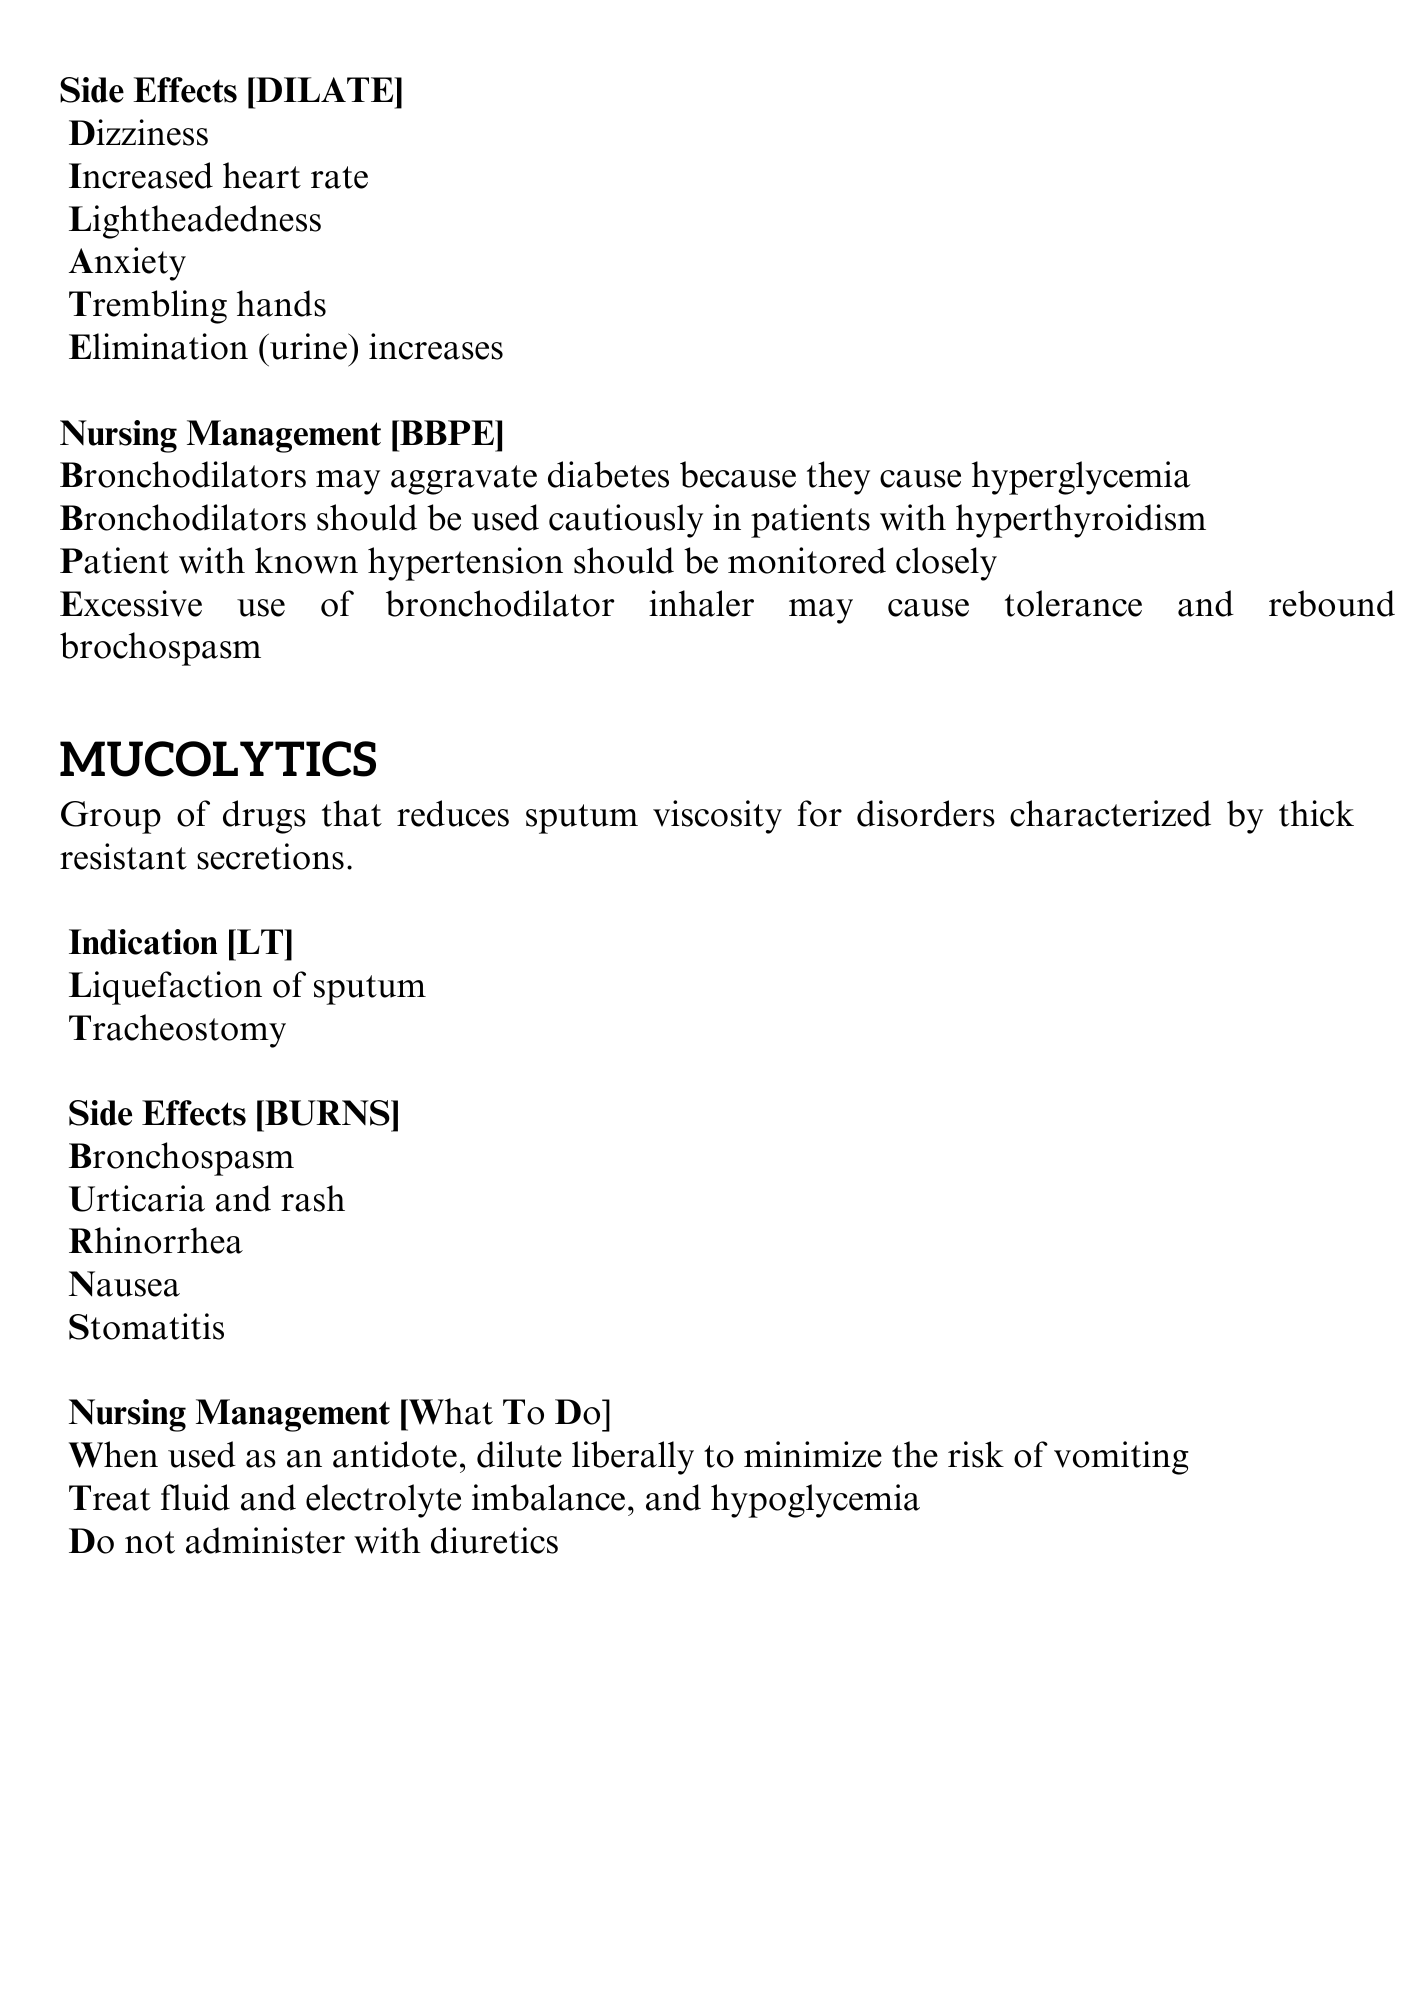 Side Effects [DILATE]
Dizziness
Increased heart rate
Lightheadedness
Anxiety
Trembling hands
Elimination (urine) increases
Nursing Management [BBPE]
Bronchodilators may aggravate diabetes because they cause hyperglycemia
Bronchodilators should be used cautiously in patients with hyperthyroidism
Patient with known hypertension should be monitored closely
Excessive use of bronchodilator inhaler may cause tolerance and rebound
brochospasm
MUCOLYTICS
Group of drugs that reduces sputum viscosity for disorders characterized by thick
resistant secretions.
Indication [LT]
Liquefaction of sputum
Tracheostomy
Side Effects [BURNS]
Bronchospasm
Urticaria and rash
Rhinorrhea
Nausea
Stomatitis
Nursing Management [What To Do]
When used as an antidote, dilute liberally to minimize the risk of vomiting
Treat fluid and electrolyte imbalance, and hypoglycemia
Do not administer with diuretics